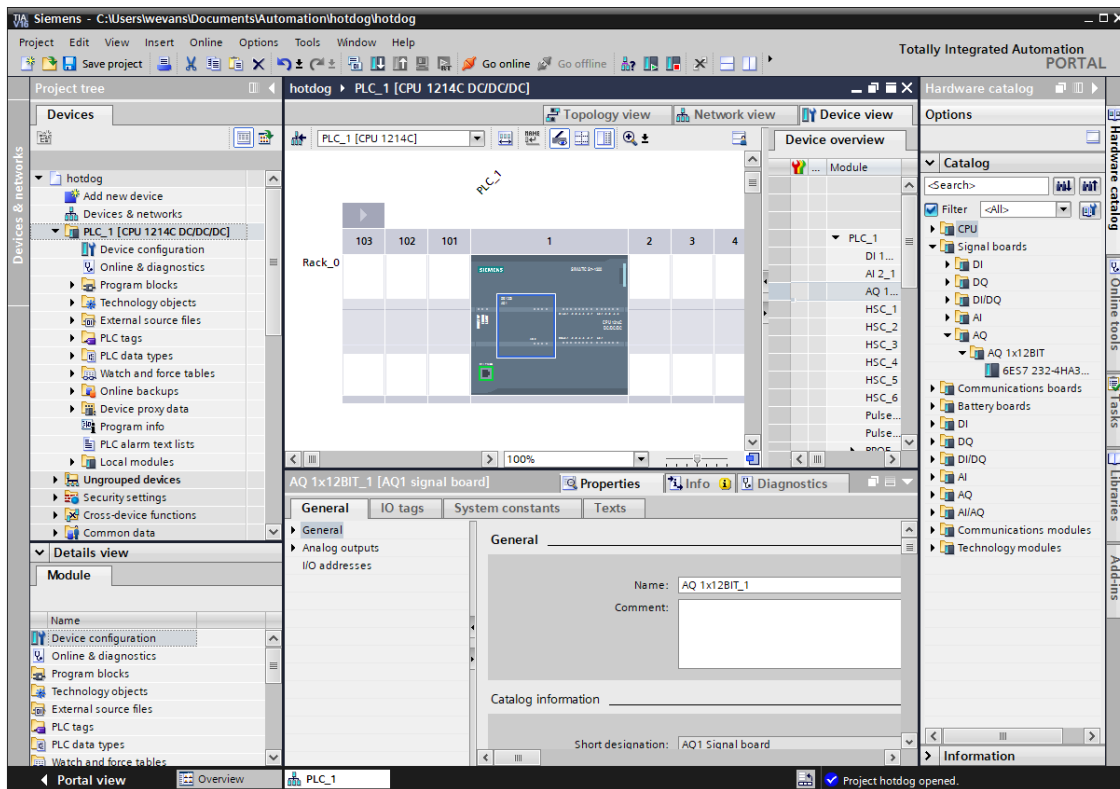 TIA V16 Siemens - C:\Users\wevans\Documents\Automation\hotdog\hotdog
Project Edit View Insert Online Options Tools Window Help
Totally Integrated Automation
PORTAL
Save project Go online Go offline
Project tree
hotdog PLC_1 [CPU 1214C DC/DC/DC]
Hardware catalog
Devices
Topology view Network view Device view
Options
PLC_1 [CPU 1214C]
Device overview
Devices & networks
hotdog
Add new device
Devices & networks
PLC_1 [CPU 1214C DC/DC/DC]
Device configuration
Online & diagnostics
Program blocks
Technology objects
External source files
PLC tags
PLC data types
Watch and force tables
Online backups
Device proxy data
Program info
PLC alarm text lists
Local modules
Ungrouped devices
Security settings
Cross-device functions
Common data
Details view
Module
Name
Device configuration
Online & diagnostics
Program blocks
Technology objects
External source files
PLC tags
PLC data types
Watch and force tables
PLC_1
103 102 101 1 2 3 4
Rack_0
SIEMENS
100%
... Module
PLC_1
DI 1...
AI 2_1
AQ 1...
HSC_1
HSC_2
HSC_3
HSC_4
HSC_5
HSC_6
Pulse...
Pulse...
AQ 1x12BIT_1 [AQ1 signal board]
Properties Info Diagnostics
General IO tags System constants Texts
General
Analog outputs
I/O addresses
General
Name: AQ 1x12BIT_1
Comment:
Catalog information
Short designation: AQ1 Signal board
Catalog
<Search>
Filter <All>
CPU
Signal boards
DI
DQ
DI/DQ
AI
AQ
AQ 1x12BIT
6ES7 232-4HA3...
Communications boards
Battery boards
DI
DQ
DI/DQ
AI
AQ
AI/AQ
Communications modules
Technology modules
Information
Hardware catalog
Online tools
Tasks
Libraries
Add-ins
Portal view Overview PLC_1 Project hotdog opened.